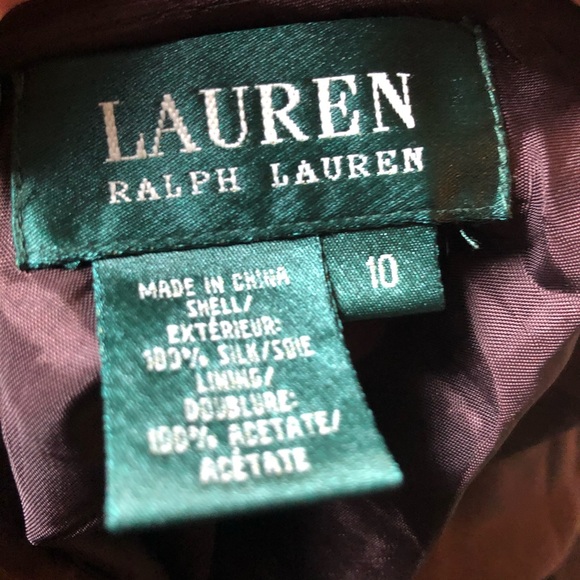 LAUREN
RALPH LAUREN
10
MADE IN CHINA
SHELL/
EXTÉRIEUR:
100% SILK/SOIE
LINING/
DOUBLURE:
100% ACETATE/
ACÉTATE